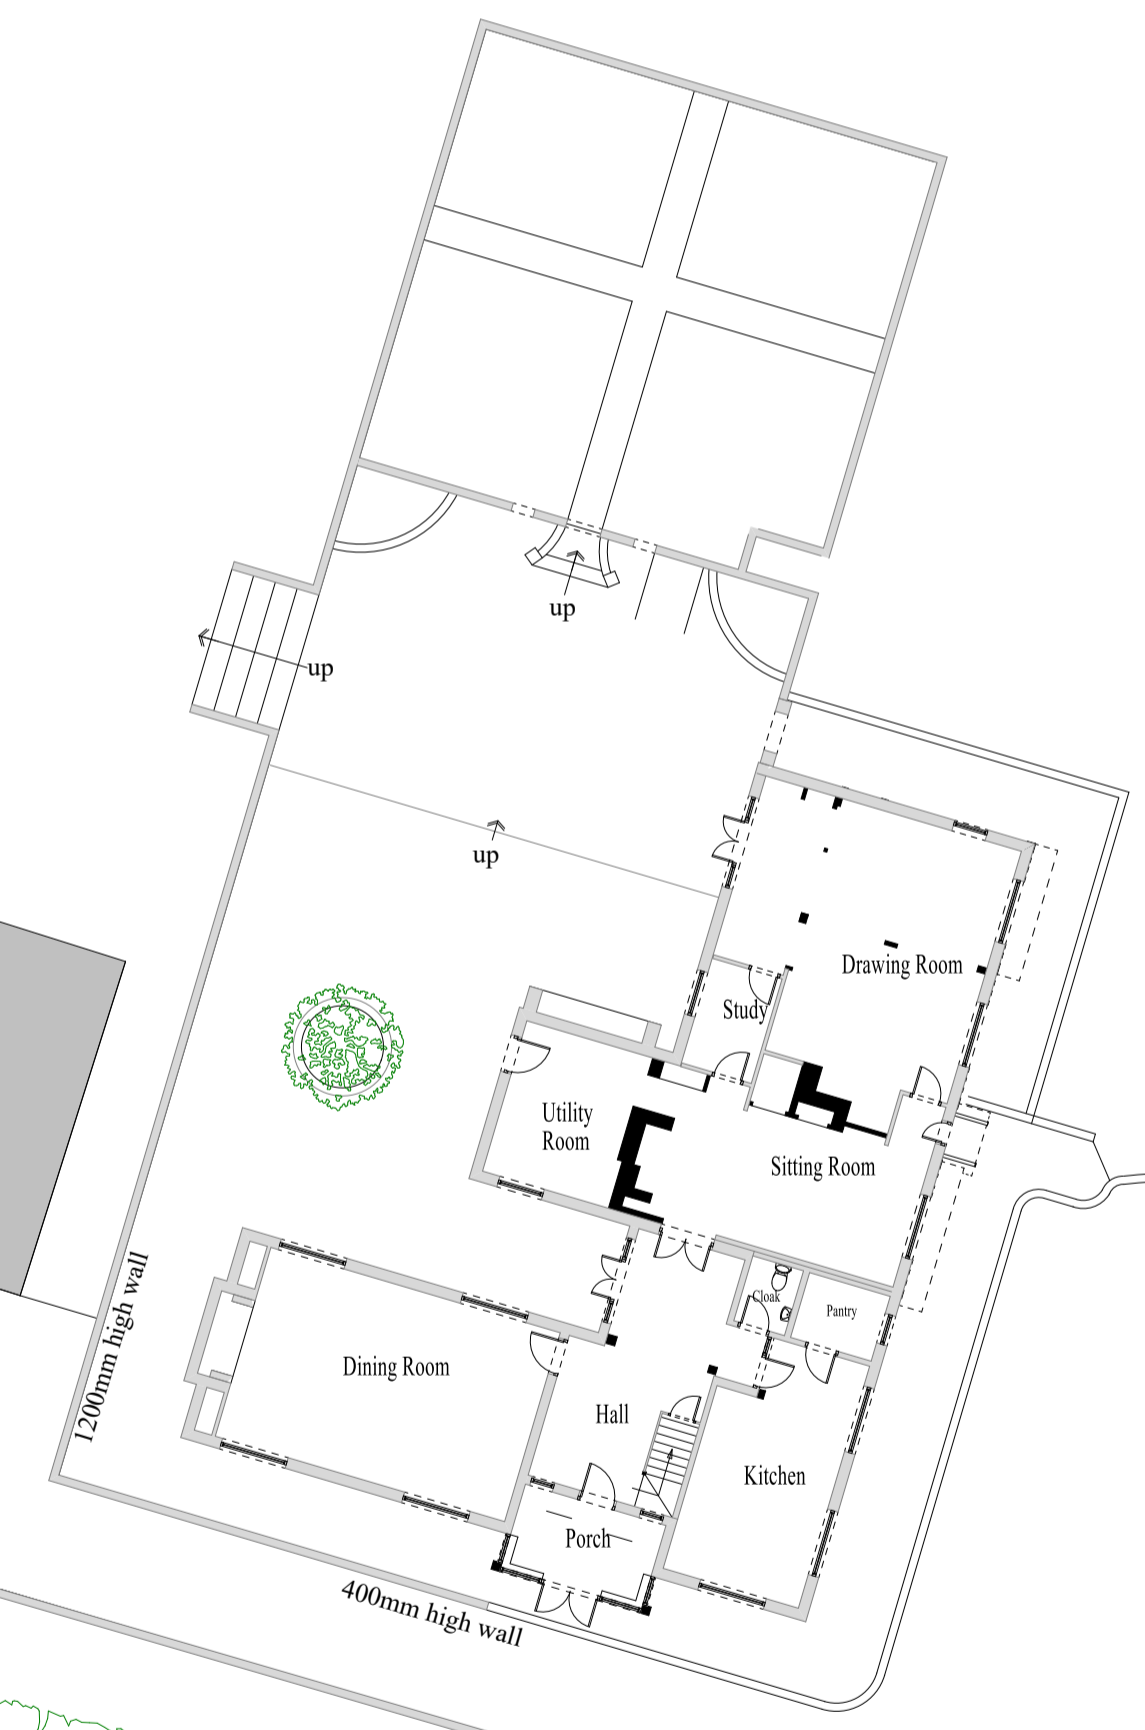 up
up
up
Drawing Room
Study
Utility
Room
Sitting Room
Cloak
Pantry
1200mm high wall
Dining Room
Hall
Kitchen
Porch
400mm high wall